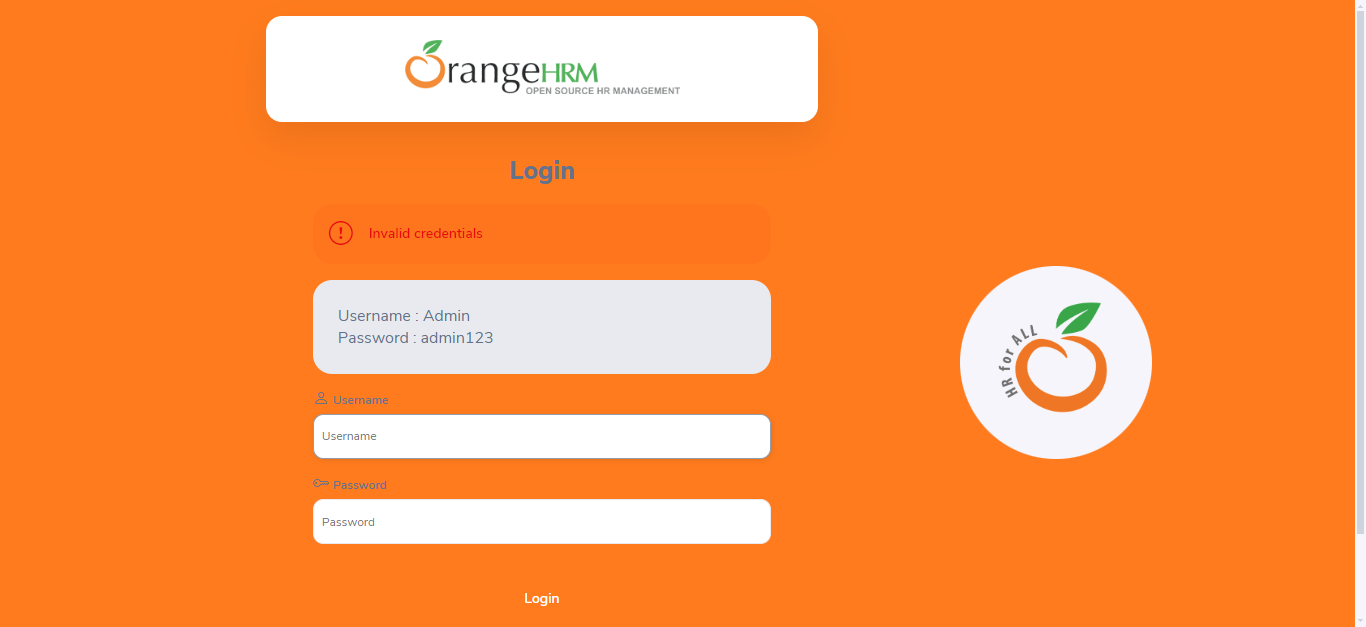 OrangeHRM
OPEN SOURCE HR MANAGEMENT
Login
Invalid credentials
Username : Admin
Password : admin123
Username
Username
Password
Password
Login
HR for ALL